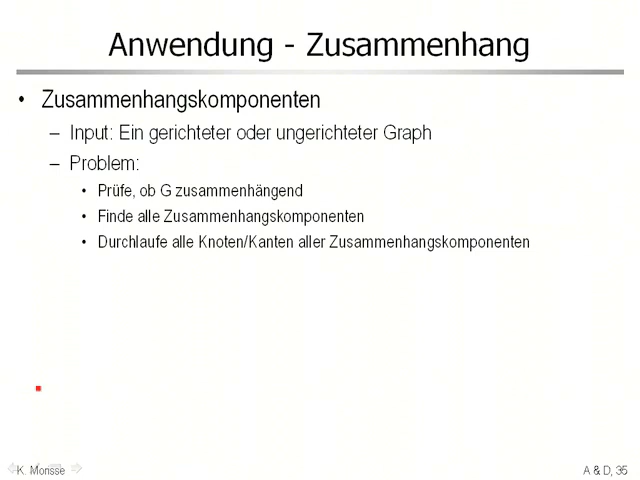 Anwendung - Zusammenhang
• Zusammenhangskomponenten
– Input: Ein gerichteter oder ungerichteter Graph
– Problem:
• Prüfe, ob G zusammenhängend
• Finde alle Zusammenhangskomponenten
• Durchlaufe alle Knoten/Kanten aller Zusammenhangskomponenten
K. Morisse
A & D, 35